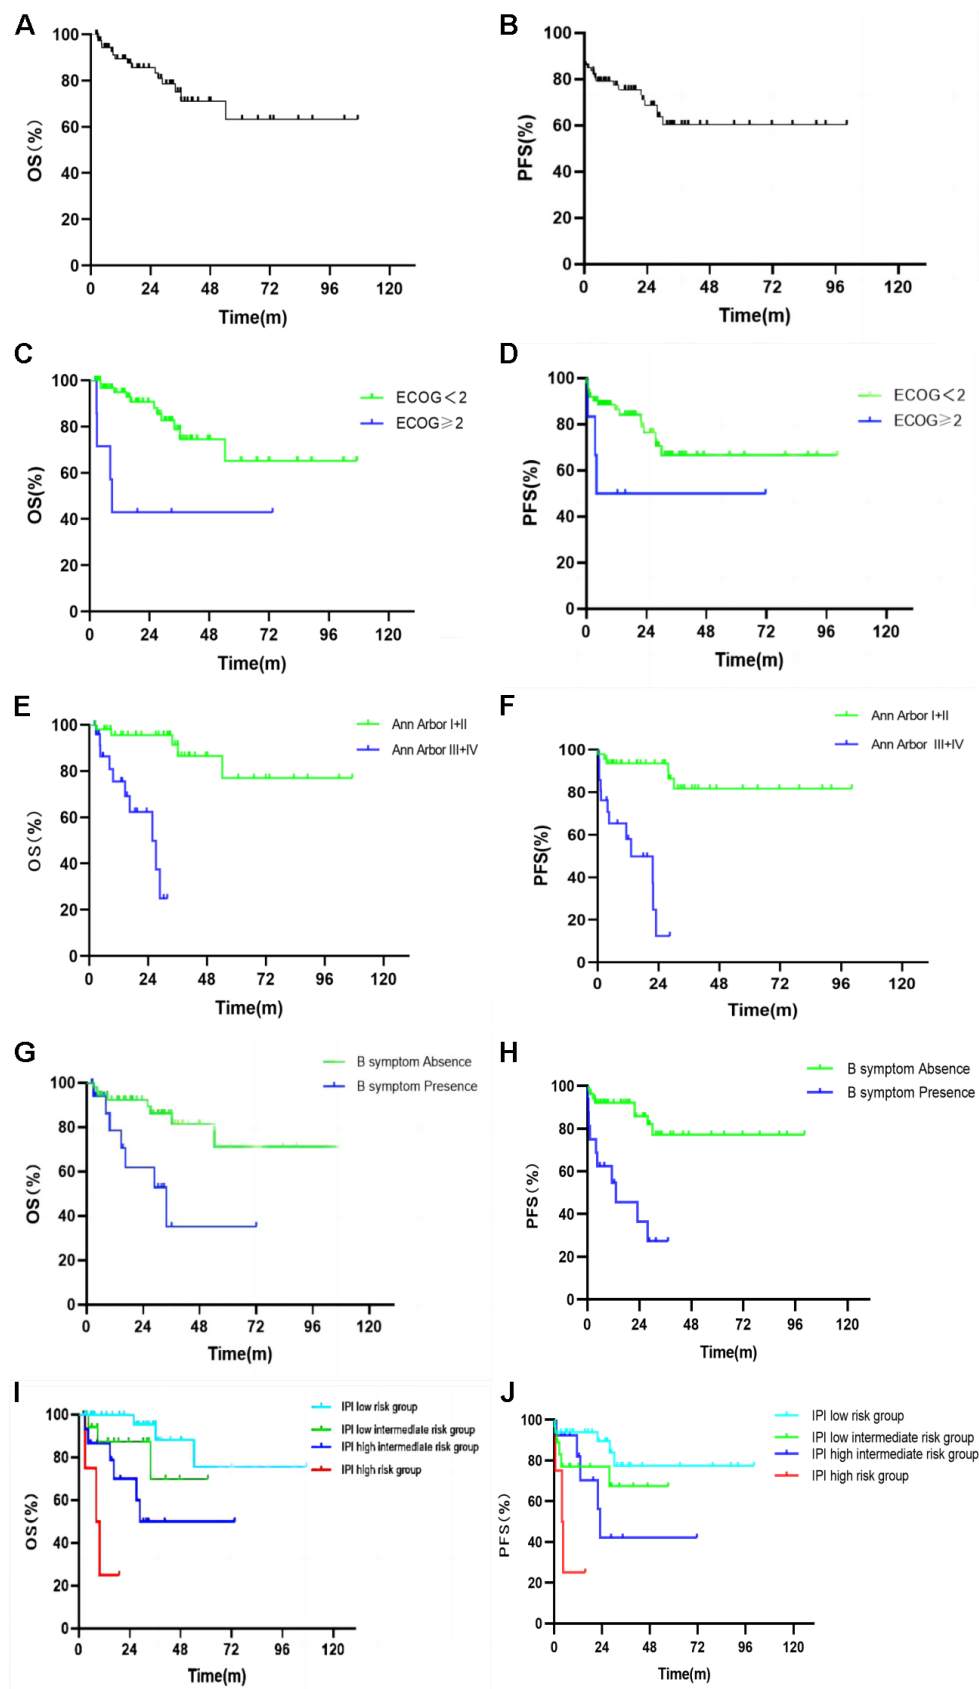 A
B
100
80
60
40
20
0
OS(%)
0 24 48 72 96 120
Time(m)
100
80
60
40
20
0
PFS(%)
0 24 48 72 96 120
Time(m)
C
D
100
80
60
40
20
0
OS(%)
ECOG<2
ECOG≥2
0 24 48 72 96 120
Time(m)
100
80
60
40
20
0
PFS(%)
ECOG<2
ECOG≥2
0 24 48 72 96 120
Time(m)
E
F
100
80
60
40
20
0
OS(%)
Ann Arbor I+II
Ann Arbor III+IV
0 24 48 72 96 120
Time(m)
Ann Arbor I+II
Ann Arbor III+IV
100
80
60
40
20
0
PFS(%)
0 24 48 72 96 120
Time(m)
G
H
B symptom Absence
B symptom Presence
100
80
60
40
20
0
OS(%)
0 24 48 72 96 120
Time(m)
B symptom Absence
B symptom Presence
100
80
60
40
20
0
PFS(%)
0 24 48 72 96 120
Time(m)
I
J
IPI low risk group
IPI low intermediate risk group
IPI high intermediate risk group
IPI high risk group
100
80
60
40
20
0
OS(%)
0 24 48 72 96 120
Time(m)
IPI low risk group
IPI low intermediate risk group
IPI high intermediate risk group
IPI high risk group
100
80
60
40
20
0
PFS(%)
0 24 48 72 96 120
Time(m)